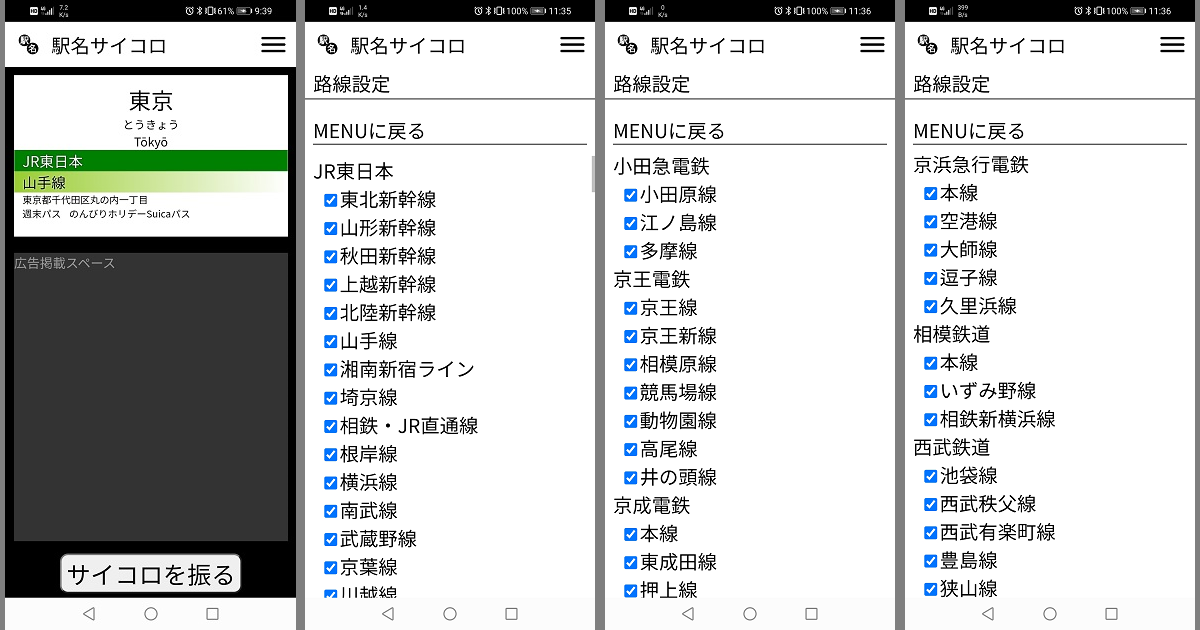 HD 4G 7.2 K/s 61% 9:39
駅名サイコロ
東京
とうきょう
Tōkyō
JR東日本
山手線
東京都千代田区丸の内一丁目
週末パス のんびりホリデーSuicaパス
広告掲載スペース
サイコロを振る
HD 4G 1.4 K/s 100% 11:35
駅名サイコロ
路線設定
MENUに戻る
JR東日本
東北新幹線
山形新幹線
秋田新幹線
上越新幹線
北陸新幹線
山手線
湘南新宿ライン
埼京線
相鉄・JR直通線
根岸線
横浜線
南武線
武蔵野線
京葉線
川越線
HD 4G 0 K/s 100% 11:36
駅名サイコロ
路線設定
MENUに戻る
小田急電鉄
小田原線
江ノ島線
多摩線
京王電鉄
京王線
京王新線
相模原線
競馬場線
動物園線
高尾線
井の頭線
京成電鉄
本線
東成田線
押上線
HD 4G 399 B/s 100% 11:36
駅名サイコロ
路線設定
MENUに戻る
京浜急行電鉄
本線
空港線
大師線
逗子線
久里浜線
相模鉄道
本線
いずみ野線
相鉄新横浜線
西武鉄道
池袋線
西武秩父線
西武有楽町線
豊島線
狭山線